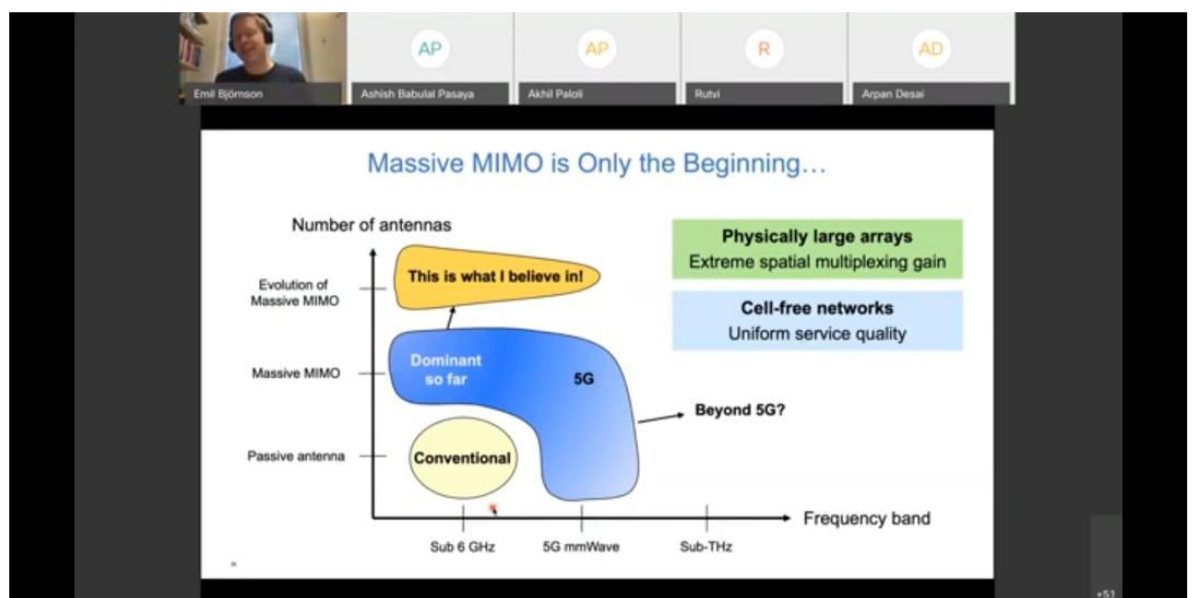 AP
AP
R
AD
Emil Björnson
Ashish Babulal Pasaya
Akhil Paloli
Rutvi
Arpan Desai
Massive MIMO is Only the Beginning…
Number of antennas
Evolution of
Massive MIMO
Massive MIMO
Passive antenna
This is what I believe in!
Dominant
so far
5G
Conventional
Beyond 5G?
Physically large arrays
Extreme spatial multiplexing gain
Cell-free networks
Uniform service quality
Frequency band
Sub 6 GHz
5G mmWave
Sub-THz
+51